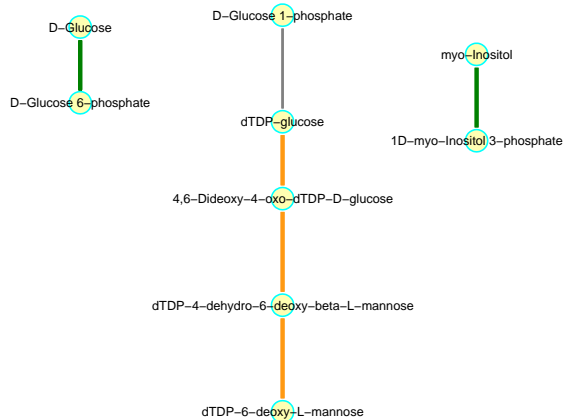 D−Glucose 1−phosphate
D−Glucose
myo−Inositol
D−Glucose 6−phosphate
dTDP−glucose
1D−myo−Inositol 3−phosphate
4,6−Dideoxy−4−oxo−dTDP−D−glucose
dTDP−4−dehydro−6−deoxy−beta−L−mannose
dTDP−6−deoxy−L−mannose